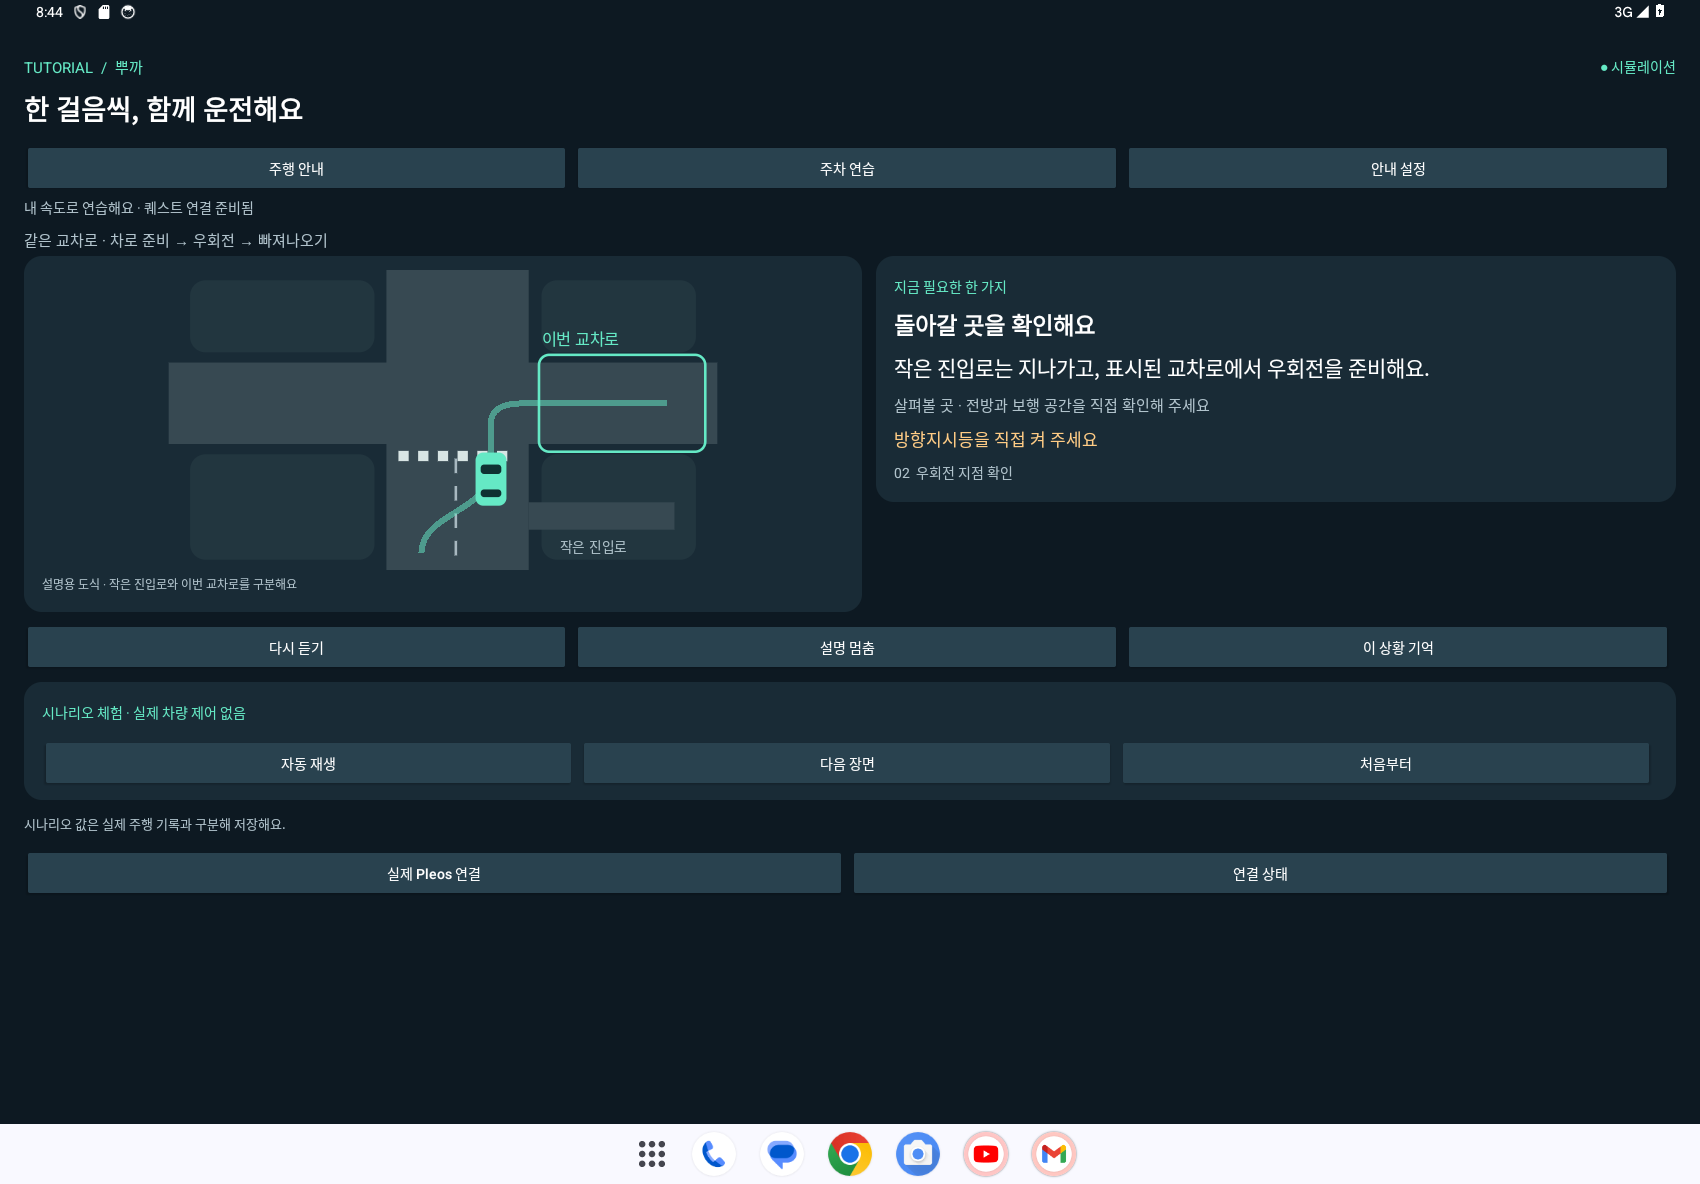 8:44
3G
TUTORIAL / 뿌까
● 시뮬레이션
한 걸음씩, 함께 운전해요
주행 안내
주차 연습
안내 설정
내 속도로 연습해요 · 퀘스트 연결 준비됨
같은 교차로 · 차로 준비 → 우회전 → 빠져나오기
이번 교차로
작은 진입로
설명용 도식 · 작은 진입로와 이번 교차로를 구분해요
지금 필요한 한 가지
돌아갈 곳을 확인해요
작은 진입로는 지나가고, 표시된 교차로에서 우회전을 준비해요.
살펴볼 곳 · 전방과 보행 공간을 직접 확인해 주세요
방향지시등을 직접 켜 주세요
02 우회전 지점 확인
다시 듣기
설명 멈춤
이 상황 기억
시나리오 체험 · 실제 차량 제어 없음
자동 재생
다음 장면
처음부터
시나리오 값은 실제 주행 기록과 구분해 저장해요.
실제 Pleos 연결
연결 상태